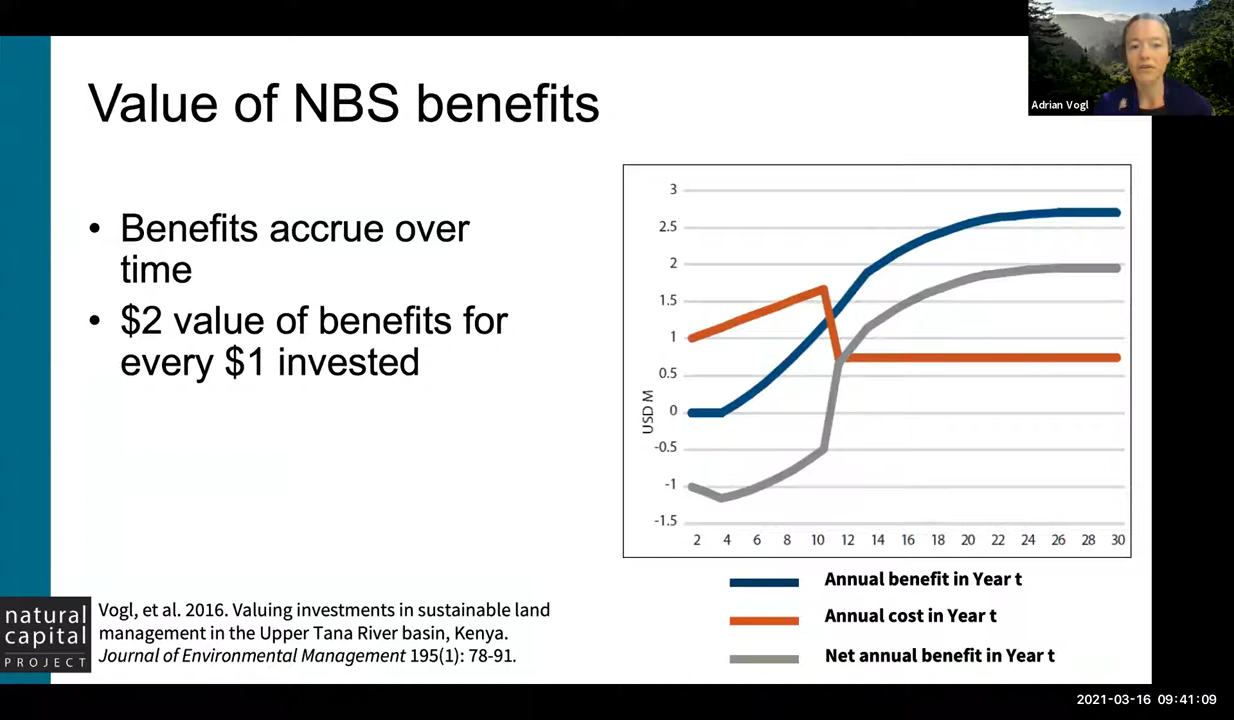 Adrian Vogl
Value of NBS benefits
• Benefits accrue over
time
• $2 value of benefits for
every $1 invested
3
2.5
2
1.5
1
0.5
0
-0.5
-1
-1.5
USD M
2 4 6 8 10 12 14 16 18 20 22 24 26 28 30
Annual benefit in Year t
Annual cost in Year t
Net annual benefit in Year t
natural
capital
PROJECT
Vogl, et al. 2016. Valuing investments in sustainable land
management in the Upper Tana River basin, Kenya.
Journal of Environmental Management 195(1): 78-91.
2021-03-16 09:41:09